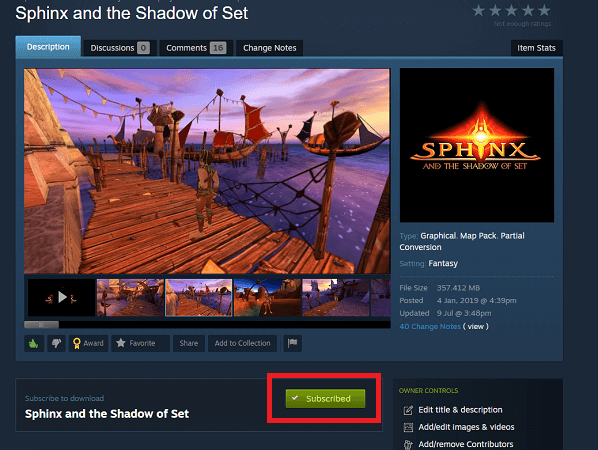 Sphinx and the Shadow of Set
Not enough ratings
Description
Discussions 0
Comments 16
Change Notes
Item Stats
SPHINX
AND THE SHADOW OF SET
Type: Graphical, Map Pack, Partial
Conversion
Setting: Fantasy
File Size 357.412 MB
Posted 4 Jan, 2019 @ 4:39pm
Updated 9 Jul @ 3:48pm
40 Change Notes ( view )
Award
Favorite
Share
Add to Collection
Subscribe to download
Sphinx and the Shadow of Set
Subscribed
OWNER CONTROLS
Edit title & description
Add/edit images & videos
Add/remove Contributors